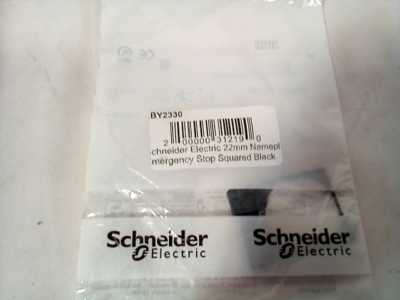 BY2330
2 00000 31219 0
chneider Electric 22mm Namepl
mergency Stop Squared Black
Schneider
Electric
Schneider
Electric